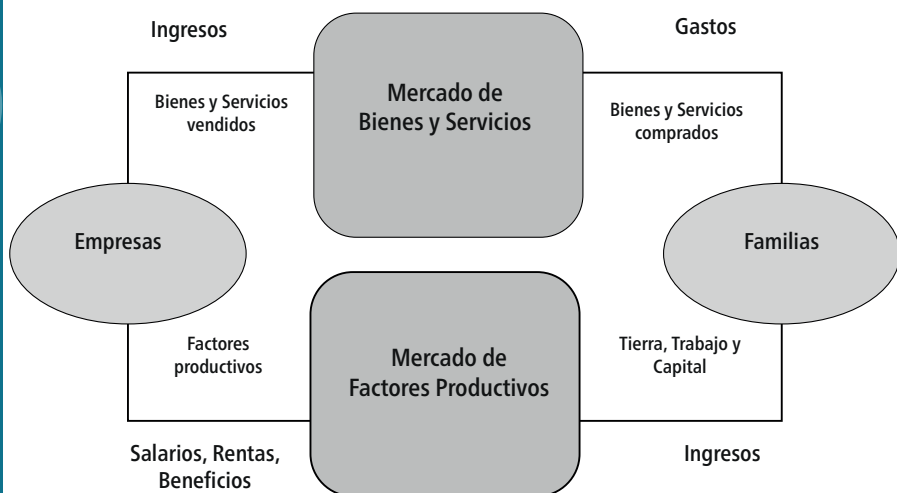 Ingresos
Gastos
Mercado de
Bienes y Servicios
Bienes y Servicios
vendidos
Bienes y Servicios
comprados
Empresas
Familias
Factores
productivos
Mercado de
Factores Productivos
Tierra, Trabajo y
Capital
Salarios, Rentas,
Beneficios
Ingresos